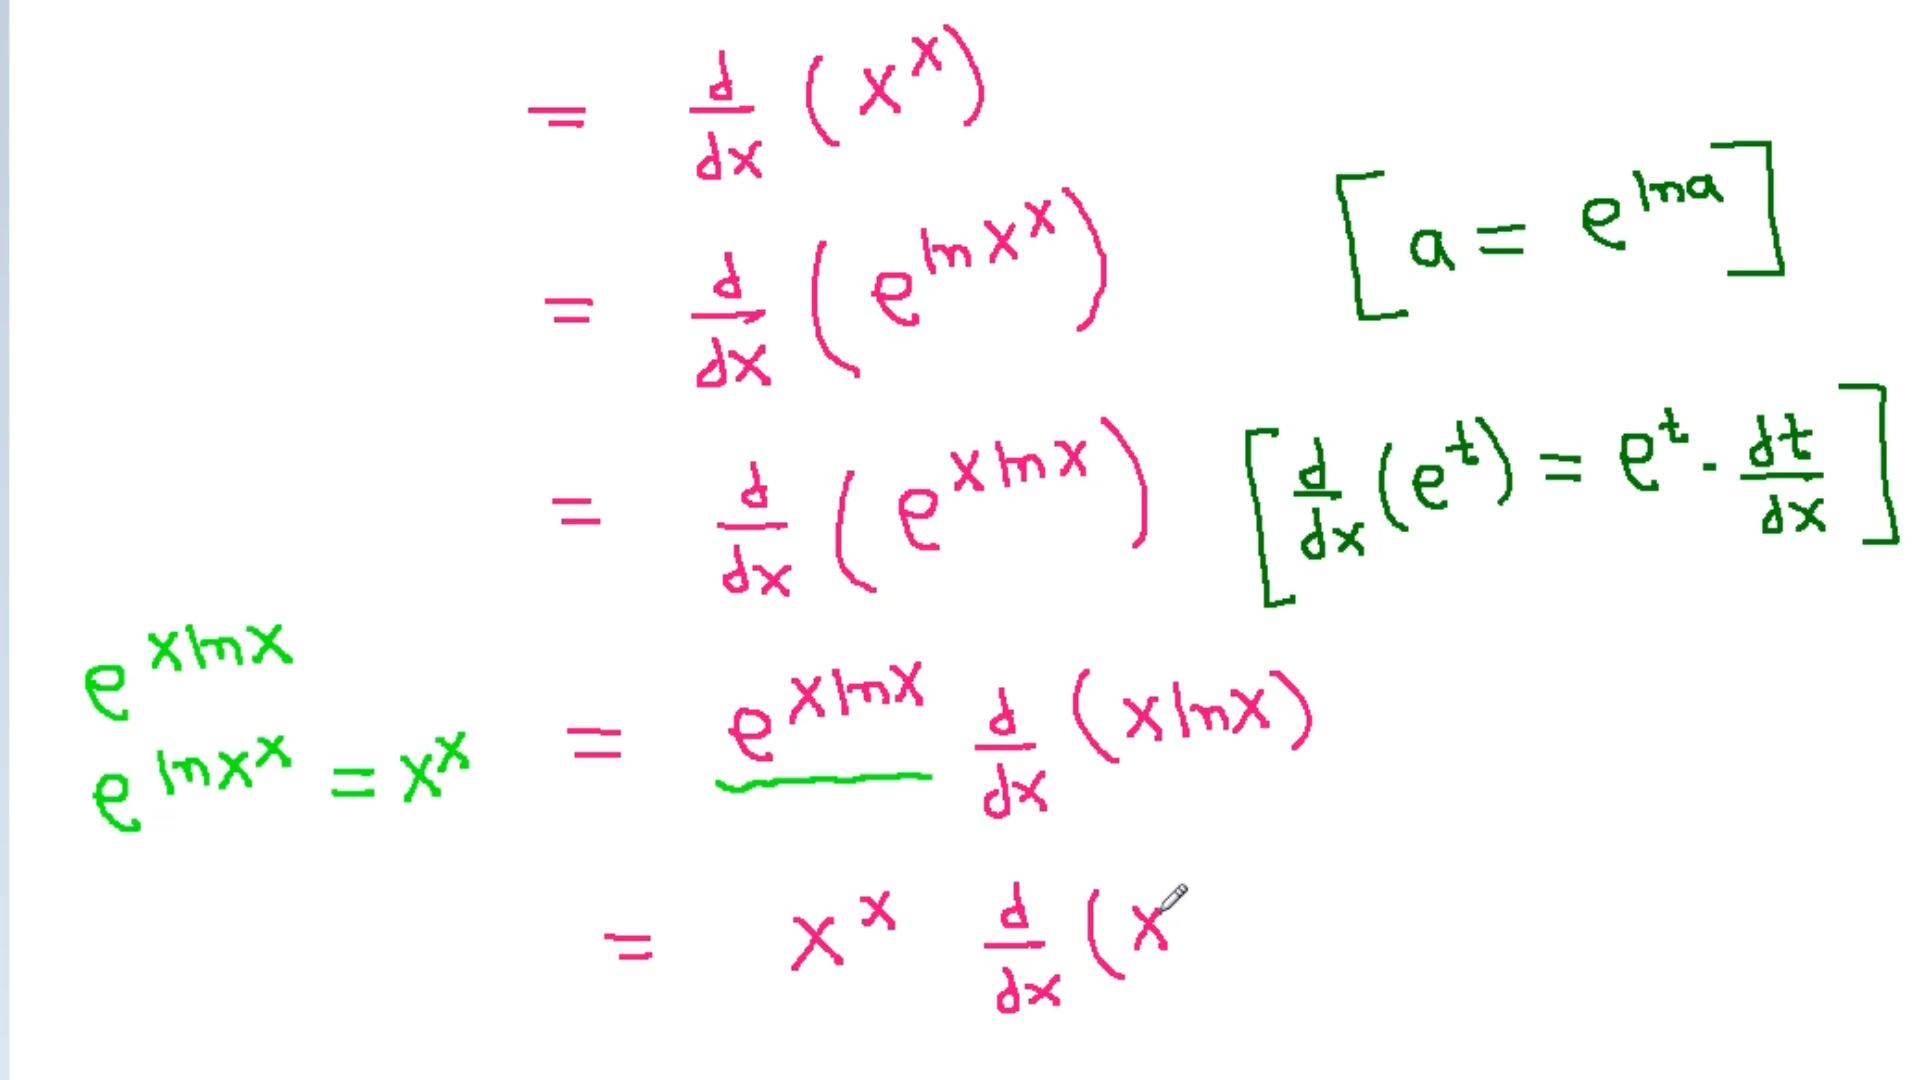 = d/dx (x^x)
= d/dx (e^(ln x^x)) [a = e^(ln a)]
= d/dx (e^(x ln x)) [d/dx (e^t) = e^t · dt/dx]
e^(x ln x)
= e^(x ln x) d/dx (x ln x)
e^(ln x^x) = x^x
= x^x d/dx (x